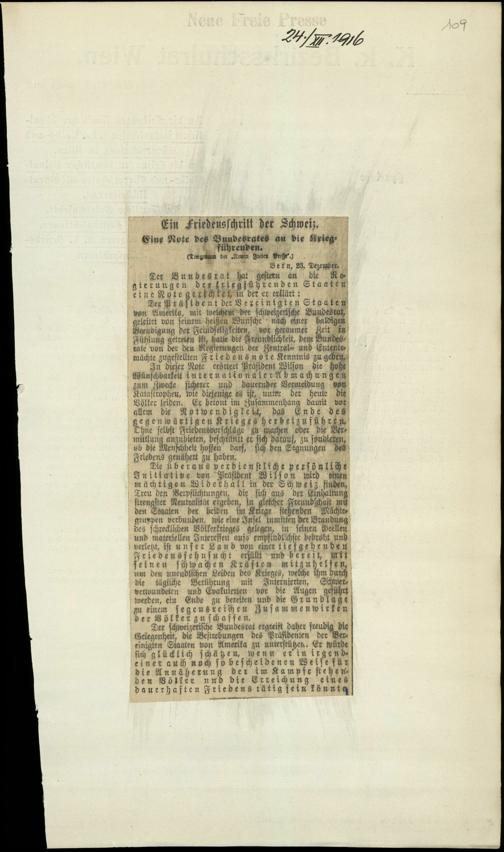 Neue Freie Presse
24./XII. 1916
109
K. k. Bezirksschulrat Wien.
Ein Friedensschritt der Schweiz.
Eine Note des Bundesrates an die Krieg-
führenden.
(Telegramm der „Neuen Freien Presse“.)
Bern, 23. Dezember.
Der Bundesrat hat gestern an die Re-
gierungen der kriegführenden Staaten
eine Note gerichtet, in der er erklärt:
Der Präsident der Vereinigten Staaten
von Amerika, mit welchem der schweizerische Bundesrat,
geleitet von seinem heißen Wunsche nach einer baldigen
Beendigung der Feindseligkeiten, vor geraumer Zeit in
Fühlung getreten ist, hatte die Freundlichkeit, dem Bundes-
rate von der den Regierungen der Zentral- und Entente-
mächte zugestellten Friedensnote Kenntnis zu geben.
In dieser Note erörtert Präsident Wilson die hohe
Wünschbarkeit internationaler Abmachungen
zum Zwecke sicherer und dauernder Vermeidung von
Katastrophen, wie diejenige es ist, unter der heute die
Völker leiden. Er betont im Zusammenhang damit vor
allem die Notwendigkeit, das Ende des
gegenwärtigen Krieges herbeizuführen.
Ohne selbst Friedensvorschläge zu machen oder die Ver-
mittlung anzubieten, beschränkt er sich darauf, zu sondieren,
ob die Menschheit hoffen darf, sich den Segnungen des
Friedens genähert zu haben.
Die überaus verdienstliche persönliche
Initiative von Präsident Wilson wird einen
mächtigen Widerhall in der Schweiz finden.
Treu den Verpflichtungen, die sich aus der Einhaltung
strengster Neutralität ergeben, in gleicher Freundschaft mit
den Staaten der beiden im Kriege stehenden Mächte-
gruppen verbunden, wie eine Insel inmitten der Brandung
des schrecklichen Völkerkrieges gelegen, in seinen ideellen
und materiellen Interessen aufs empfindlichste bedroht und
verletzt, ist unser Land von einer tiefgehenden
Friedenssehnsucht erfüllt und bereit, mit
seinen schwachen Kräften mitzuhelfen,
um den unendlichen Leiden des Krieges, welche ihm durch
die tägliche Berührung mit Internierten, Schwer-
verwundeten und Evakuierten vor die Augen geführt
werden, ein Ende zu bereiten und die Grundlage
zu einem segensreichen Zusammenwirken
der Völker zu schaffen.
Der schweizerische Bundesrat ergreift daher freudig die
Gelegenheit, die Bestrebungen des Präsidenten der Ver-
einigten Staaten von Amerika zu unterstützen. Er würde
sich glücklich schätzen, wenn er in irgend-
einer auch noch so bescheidenen Weise für
die Annäherung der im Kampfe stehen-
den Völker und die Erreichung eines
dauerhaften Friedens tätig sein könnte.